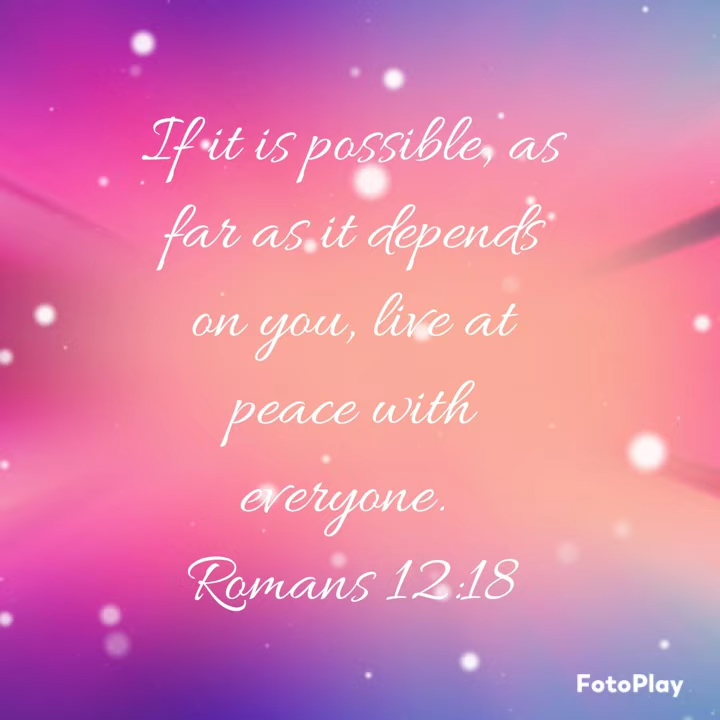 If it is possible, as
far as it depends
on you, live at
peace with
everyone.
Romans 12:18
FotoPlay